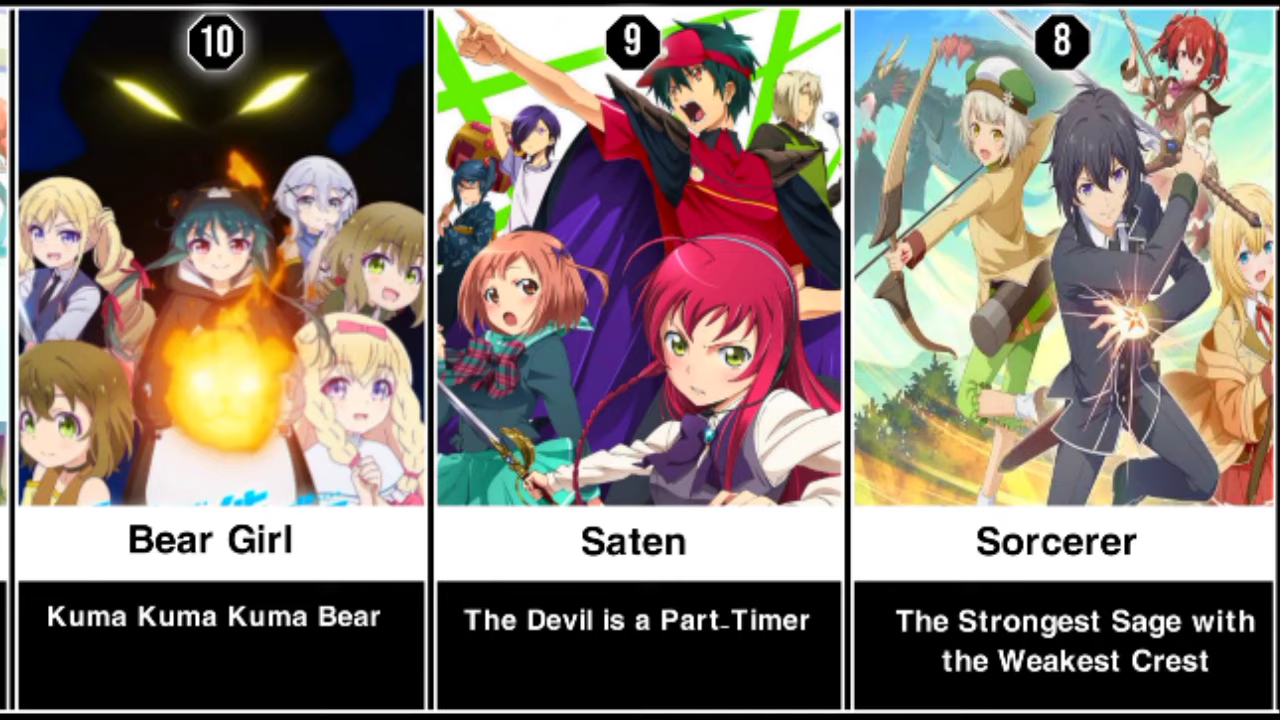 10
Bear Girl
Kuma Kuma Kuma Bear
9
Saten
The Devil is a Part-Timer
8
Sorcerer
The Strongest Sage with
the Weakest Crest